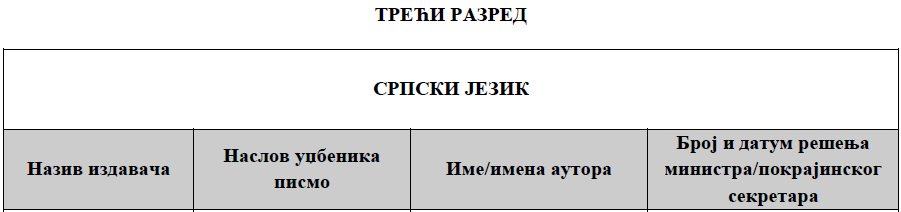 ТРЕЋИ РАЗРЕД
СРПСКИ ЈЕЗИК
Назив издавача
Наслов уџбеника
писмо
Име/имена аутора
Број и датум решења
министра/покрајинског
секретара